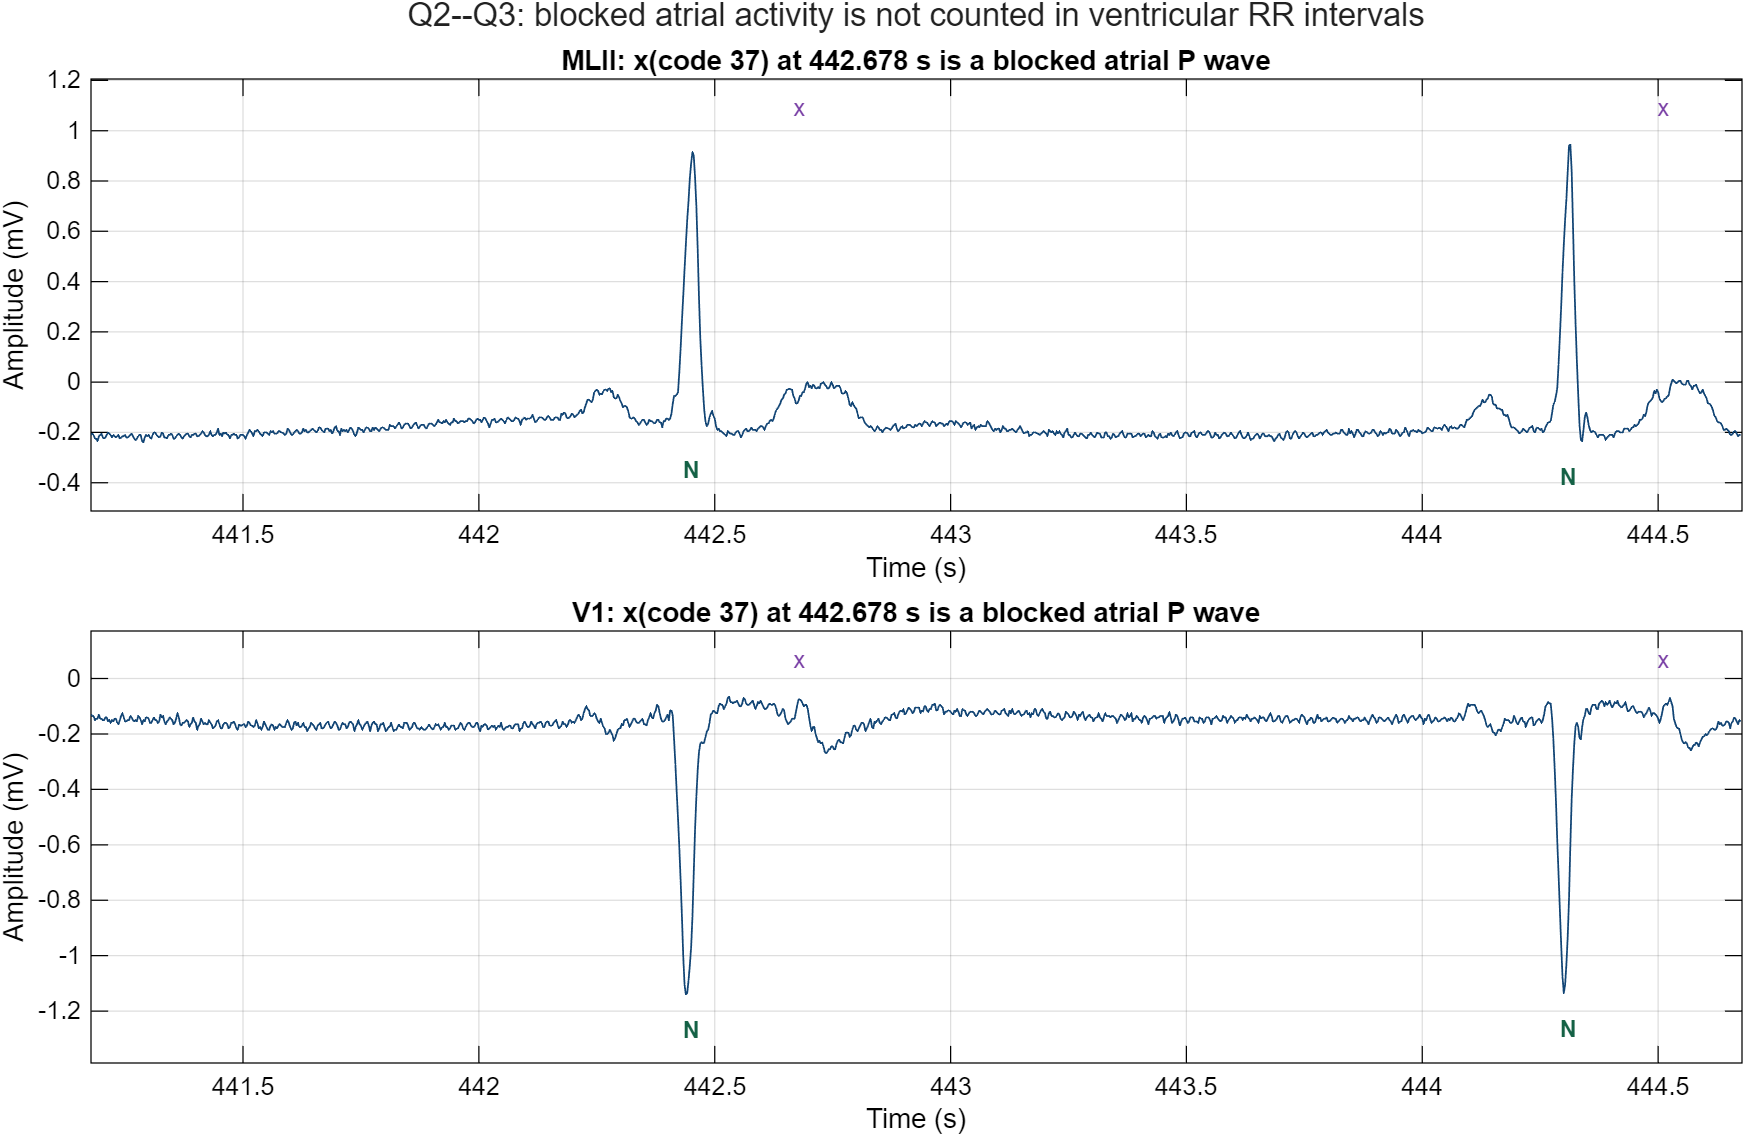 Q2--Q3: blocked atrial activity is not counted in ventricular RR intervals
MLII: x(code 37) at 442.678 s is a blocked atrial P wave
1.2
1
0.8
0.6
0.4
0.2
0
-0.2
-0.4
Amplitude (mV)
x
x
N
N
441.5 442 442.5 443 443.5 444 444.5
Time (s)
V1: x(code 37) at 442.678 s is a blocked atrial P wave
0
-0.2
-0.4
-0.6
-0.8
-1
-1.2
Amplitude (mV)
x
x
N
N
441.5 442 442.5 443 443.5 444 444.5
Time (s)